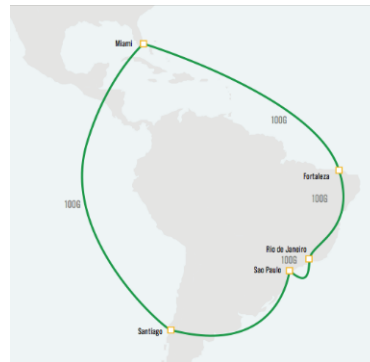 Miami
100G
Fortaleza
100G
100G
Rio de Janeiro
100G
Sao Paulo
Santiago